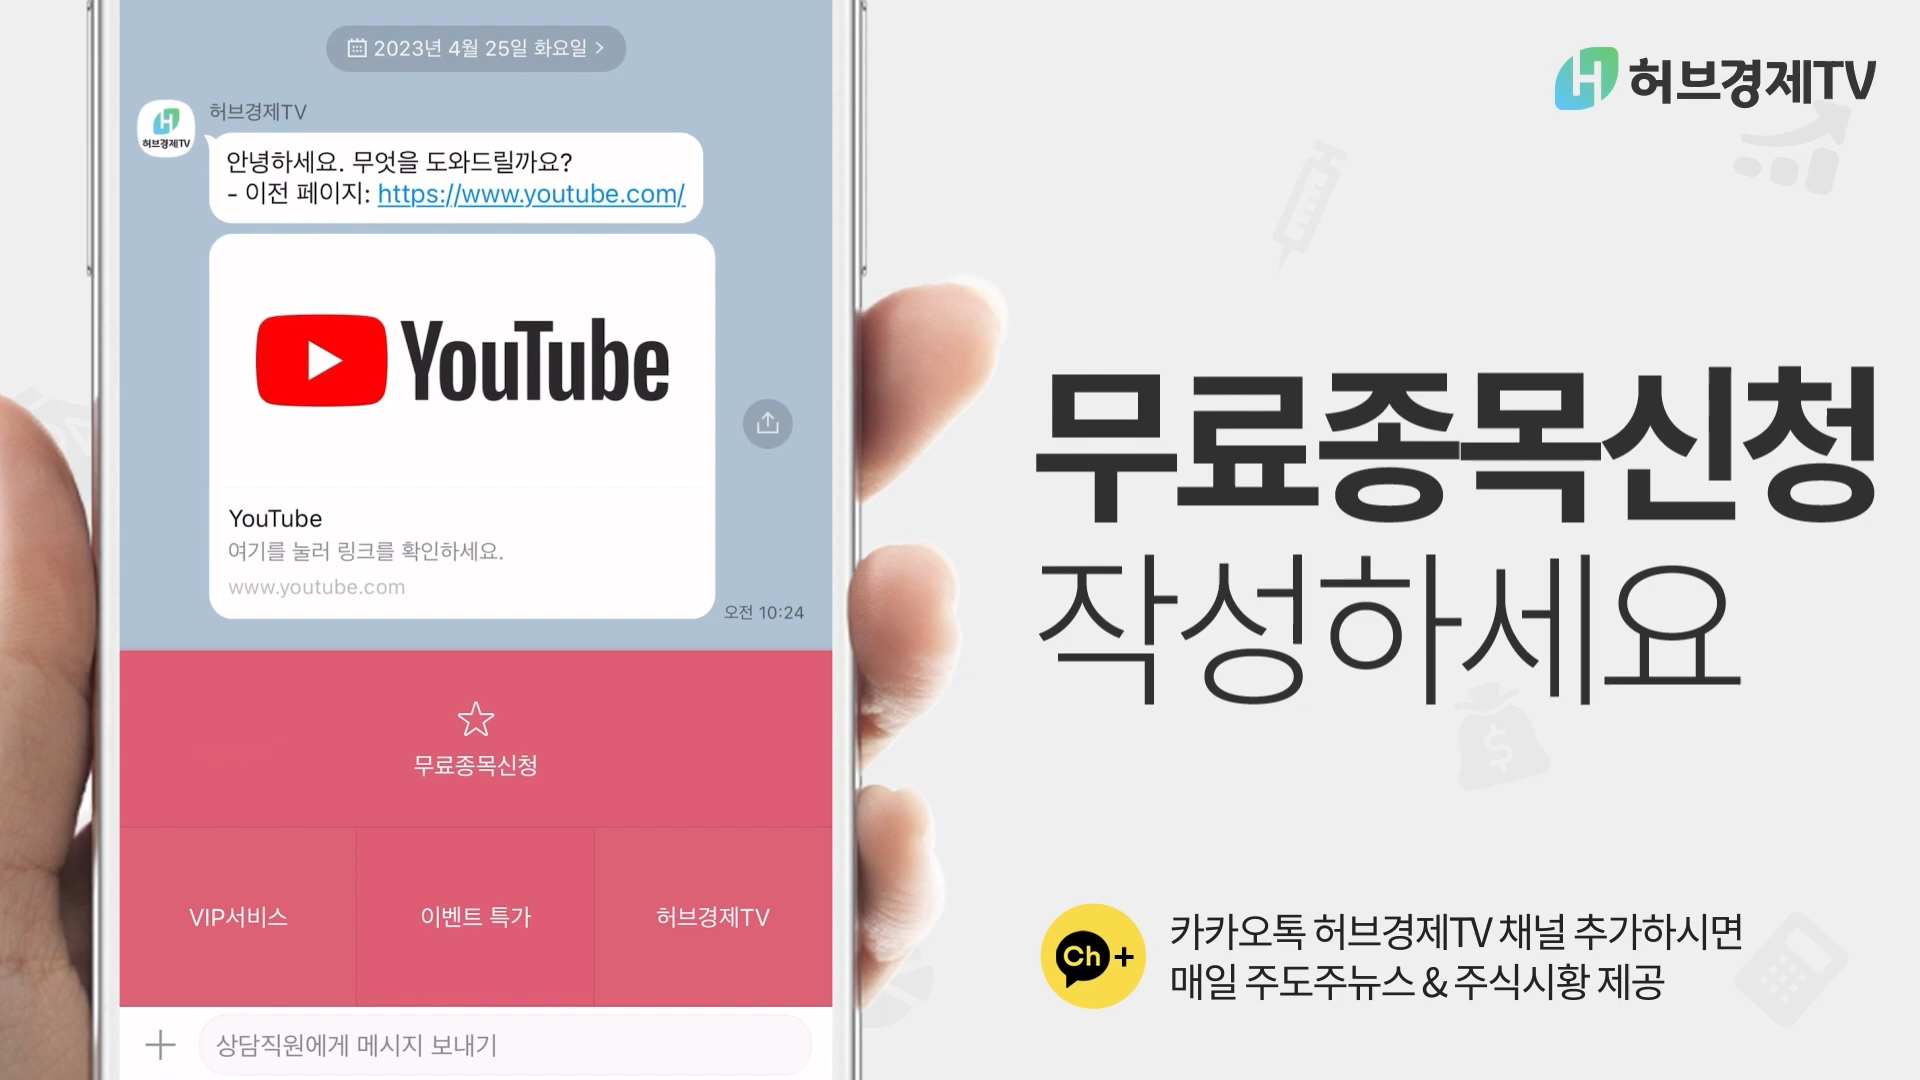 2023년 4월 25일 화요일 >
허브경제TV
허브경제TV
안녕하세요. 무엇을 도와드릴까요?
- 이전 페이지: https://www.youtube.com/
YouTube
YouTube
여기를 눌러 링크를 확인하세요.
www.youtube.com
오전 10:24
무료종목신청
VIP서비스
이벤트 특가
허브경제TV
상담직원에게 메시지 보내기
허브경제TV
무료종목신청
작성하세요
Ch+
카카오톡 허브경제TV 채널 추가하시면
매일 주도주뉴스 & 주식시황 제공